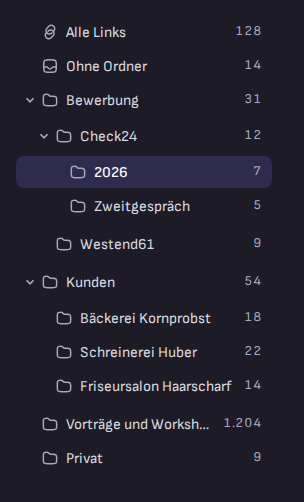 Alle Links 128
Ohne Ordner 14
Bewerbung 31
Check24 12
2026 7
Zweitgespräch 5
Westend61 9
Kunden 54
Bäckerei Kornprobst 18
Schreinerei Huber 22
Friseursalon Haarscharf 14
Vorträge und Worksh... 1.204
Privat 9